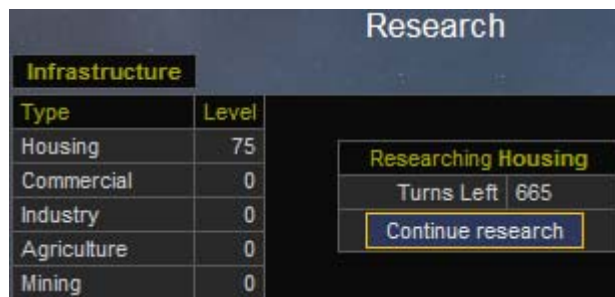 Research
Infrastructure
Type Level
Housing 75
Commercial 0
Industry 0
Agriculture 0
Mining 0
Researching Housing
Turns Left 665
Continue research